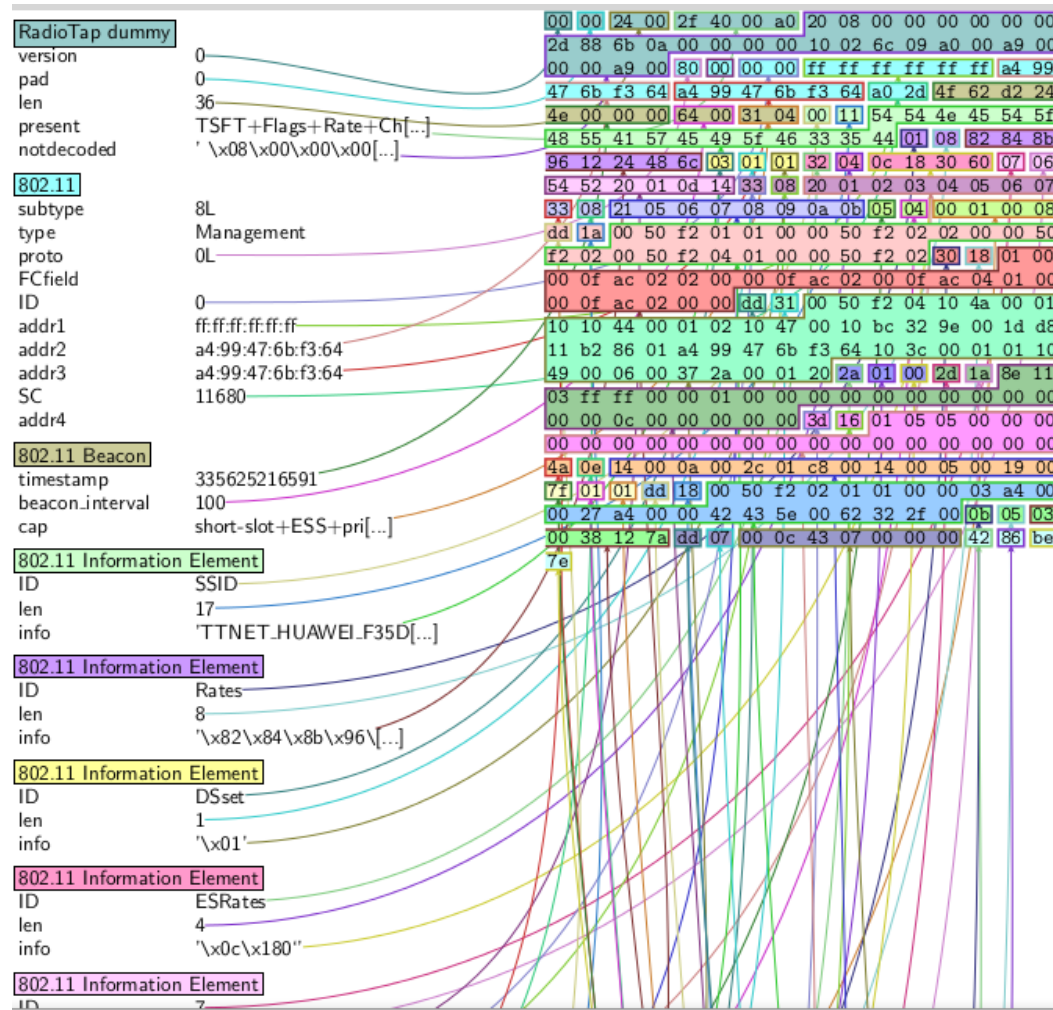 RadioTap dummy
version 0
pad 0
len 36
present TSFT+Flags+Rate+Ch[...]
notdecoded ' \x08\x00\x00\x00[...]
802.11
subtype 8L
type Management
proto 0L
FCfield
ID 0
addr1 ff:ff:ff:ff:ff:ff
addr2 a4:99:47:6b:f3:64
addr3 a4:99:47:6b:f3:64
SC 11680
addr4
802.11 Beacon
timestamp 335625216591
beacon_interval 100
cap short-slot+ESS+pri[...]
802.11 Information Element
ID SSID
len 17
info 'TTNET_HUAWEI_F35D[...]
802.11 Information Element
ID Rates
len 8
info '\x82\x84\x8b\x96\[...]
802.11 Information Element
ID DSset
len 1
info '\x01'
802.11 Information Element
ID ESRates
len 4
info '\x0c\x180`'
802.11 Information Element
ID 7
00 00 24 00 2f 40 00 a0 20 08 00 00 00 00 00 00
2d 88 6b 0a 00 00 00 00 10 02 6c 09 a0 00 a9 00
00 00 a9 00 80 00 00 00 ff ff ff ff ff ff a4 99
47 6b f3 64 a4 99 47 6b f3 64 a0 2d 4f 62 d2 24
4e 00 00 00 64 00 31 04 00 11 54 54 4e 45 54 5f
48 55 41 57 45 49 5f 46 33 35 44 01 08 82 84 8b
96 12 24 48 6c 03 01 01 32 04 0c 18 30 60 07 06
54 52 20 01 0d 14 33 08 20 01 02 03 04 05 06 07
33 08 21 05 06 07 08 09 0a 0b 05 04 00 01 00 08
dd 1a 00 50 f2 01 01 00 00 50 f2 02 02 00 00 50
f2 02 00 50 f2 04 01 00 00 50 f2 02 30 18 01 00
00 0f ac 02 02 00 00 0f ac 02 00 0f ac 04 01 00
00 0f ac 02 00 00 dd 31 00 50 f2 04 10 4a 00 01
10 10 44 00 01 02 10 47 00 10 bc 32 9e 00 1d d8
11 b2 86 01 a4 99 47 6b f3 64 10 3c 00 01 01 10
49 00 06 00 37 2a 00 01 20 2a 01 00 2d 1a 8e 11
03 ff ff 00 00 01 00 00 00 00 00 00 00 00 00 00
00 00 0c 00 00 00 00 00 3d 16 01 05 05 00 00 00
00 00 00 00 00 00 00 00 00 00 00 00 00 00 00 00
4a 0e 14 00 0a 00 2c 01 c8 00 14 00 05 00 19 00
7f 01 01 dd 18 00 50 f2 02 01 01 00 00 03 a4 00
00 27 a4 00 00 42 43 5e 00 62 32 2f 00 0b 05 03
00 38 12 7a dd 07 00 0c 43 07 00 00 00 42 86 be
7e